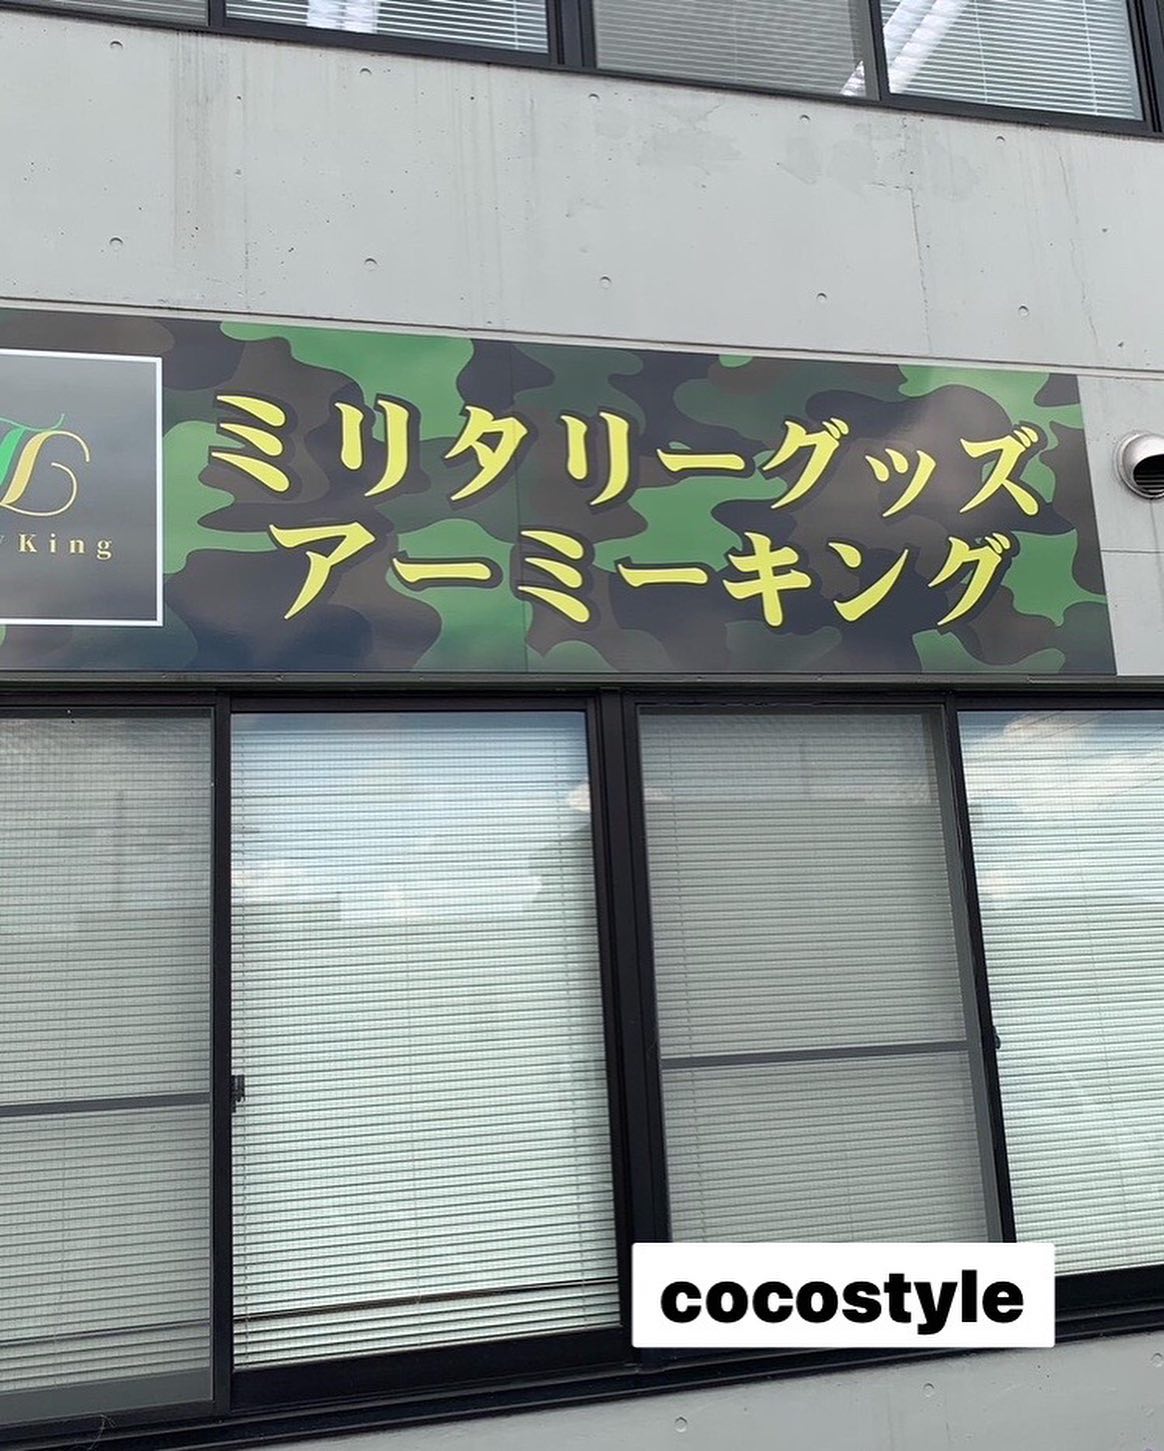 ミリタリーグッズ
アーミーキング
King
cocostyle